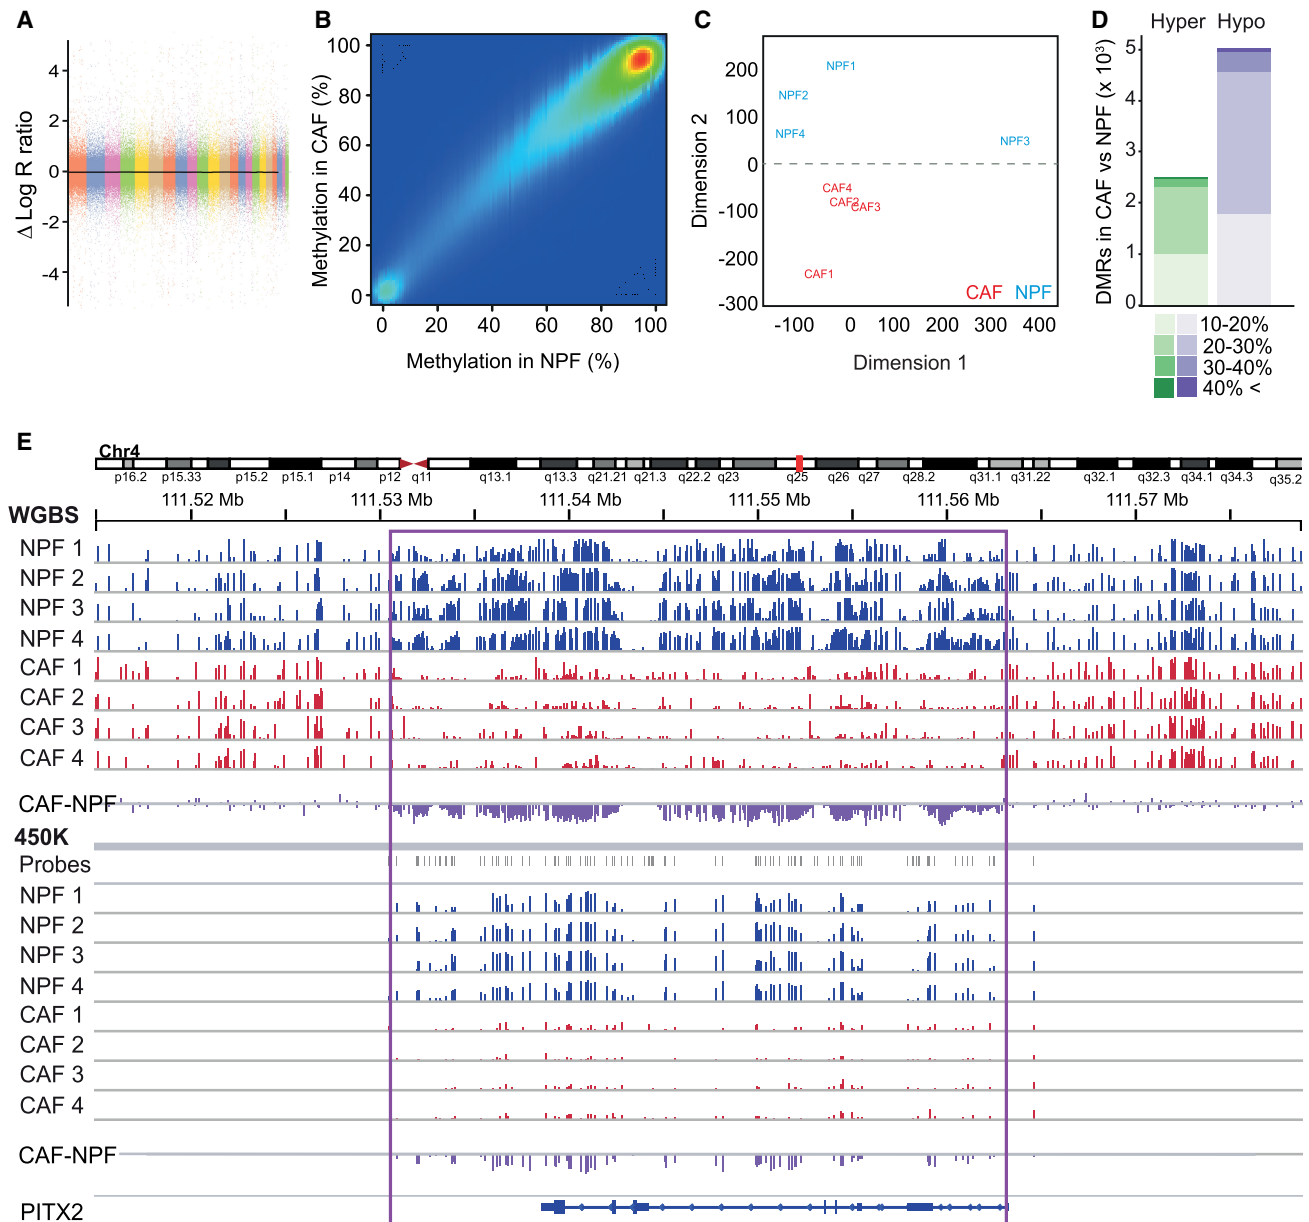 A
Δ Log R ratio
4
2
0
-2
-4
B
Methylation in CAF (%)
100
80
60
40
20
0
0 20 40 60 80 100
Methylation in NPF (%)
C
Dimension 2
200
100
0
-100
-200
-300
NPF1
NPF2
NPF4
NPF3
CAF4
CAF2
CAF3
CAF1
CAF NPF
-100 0 100 200 300 400
Dimension 1
D
Hyper Hypo
DMRs in CAF vs NPF (x 10³)
5
4
3
2
1
0
10-20%
20-30%
30-40%
40% <
E
Chr4
p16.2 p15.33 p15.2 p15.1 p14 p12 q11 q13.1 q13.3 q21.21 q21.3 q22.2 q23 q25 q26 q27 q28.2 q31.1 q31.22 q32.1 q32.3 q34.1 q34.3 q35.2
111.52 Mb 111.53 Mb 111.54 Mb 111.55 Mb 111.56 Mb 111.57 Mb
WGBS
NPF 1
NPF 2
NPF 3
NPF 4
CAF 1
CAF 2
CAF 3
CAF 4
CAF-NPF
450K
Probes
NPF 1
NPF 2
NPF 3
NPF 4
CAF 1
CAF 2
CAF 3
CAF 4
CAF-NPF
PITX2